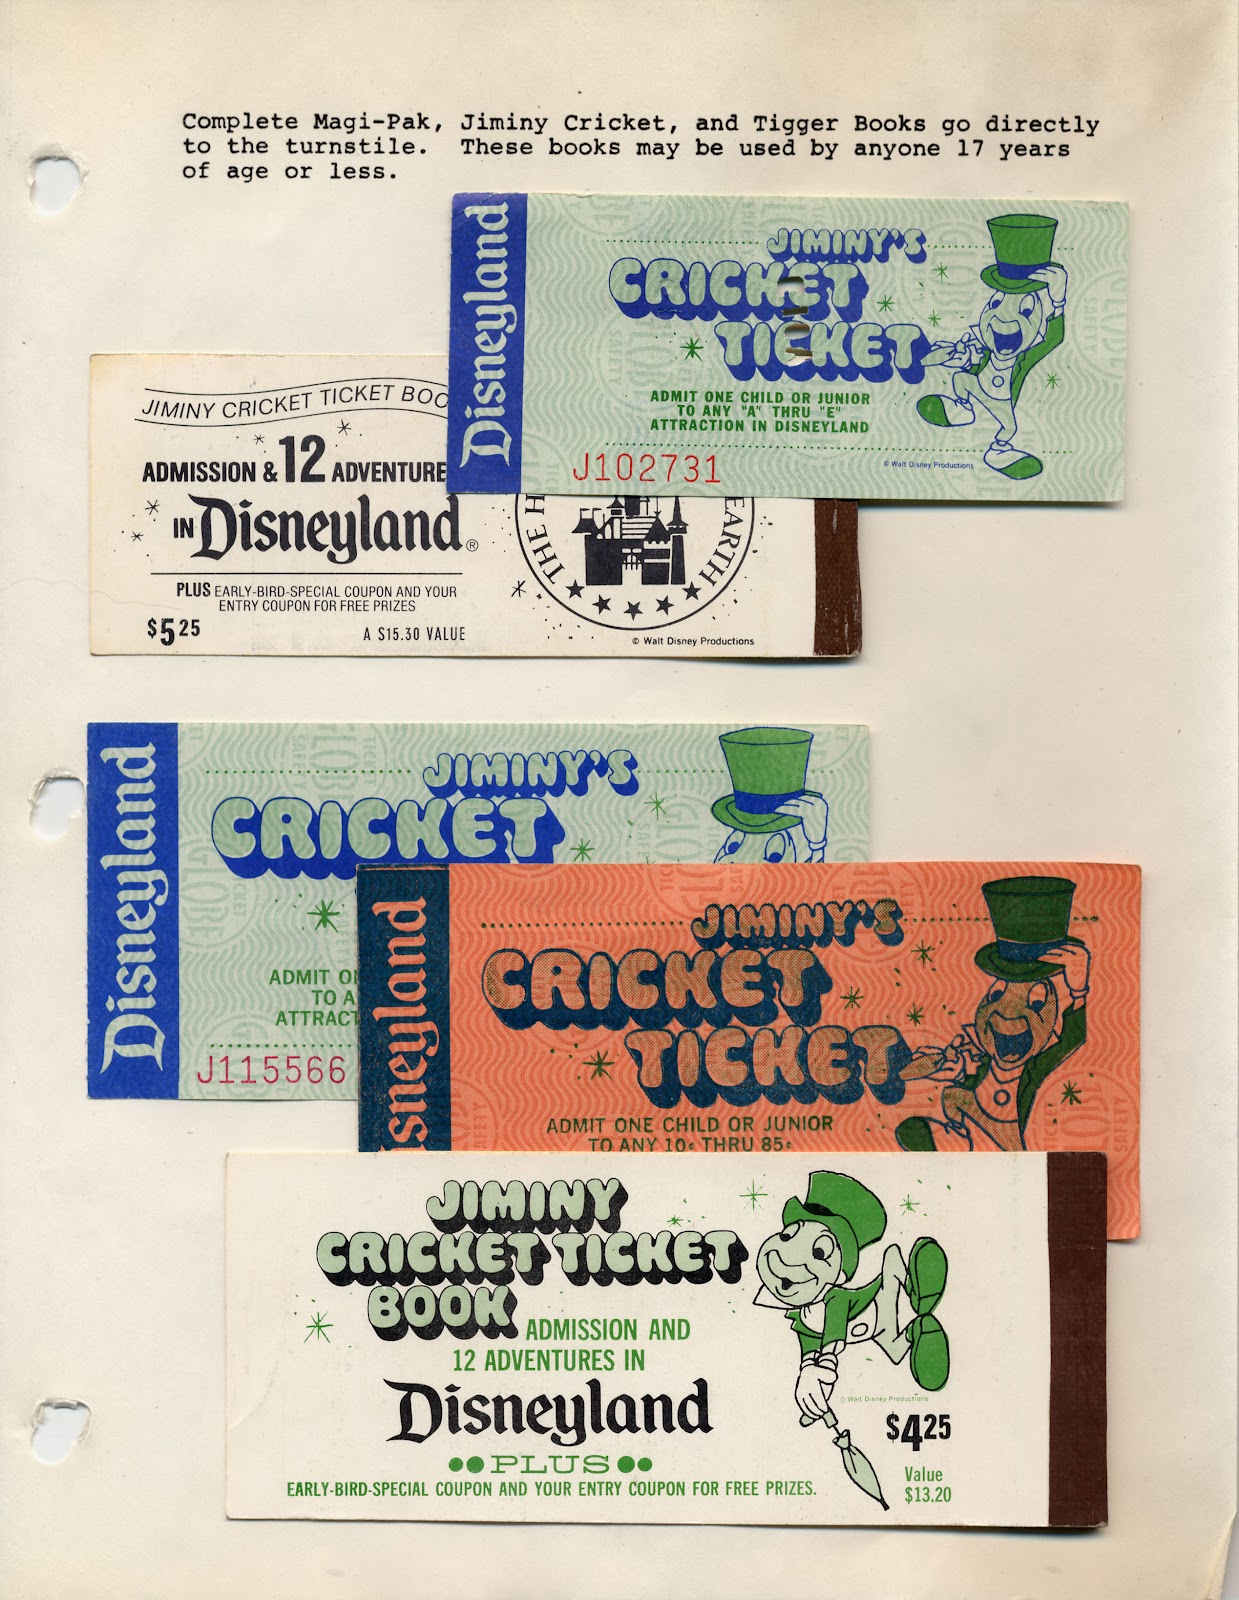 Complete Magi-Pak, Jiminy Cricket, and Tigger Books go directly
to the turnstile. These books may be used by anyone 17 years
of age or less.
Disneyland
JIMINY'S
CRICKET
TICKET
ADMIT ONE CHILD OR JUNIOR
TO ANY "A" THRU "E"
ATTRACTION IN DISNEYLAND
J102731
© Walt Disney Productions
JIMINY CRICKET TICKET BOO
ADMISSION & 12 ADVENTURE
IN Disneyland®
PLUS EARLY-BIRD-SPECIAL COUPON AND YOUR
ENTRY COUPON FOR FREE PRIZES
$5 25
A $15.30 VALUE
THE H
EARTH
© Walt Disney Productions
Disneyland
JIMINY'S
CRICKET
ADMIT O
TO A
ATTRACT
J115566
sneyland
JIMINY'S
CRICKET
TICKET
ADMIT ONE CHILD OR JUNIOR
TO ANY 10¢ THRU 85¢
JIMINY
CRICKET TICKET
BOOK ADMISSION AND
12 ADVENTURES IN
Disneyland
PLUS
EARLY-BIRD-SPECIAL COUPON AND YOUR ENTRY COUPON FOR FREE PRIZES.
© Walt Disney Productions
$4 25
Value
$13.20